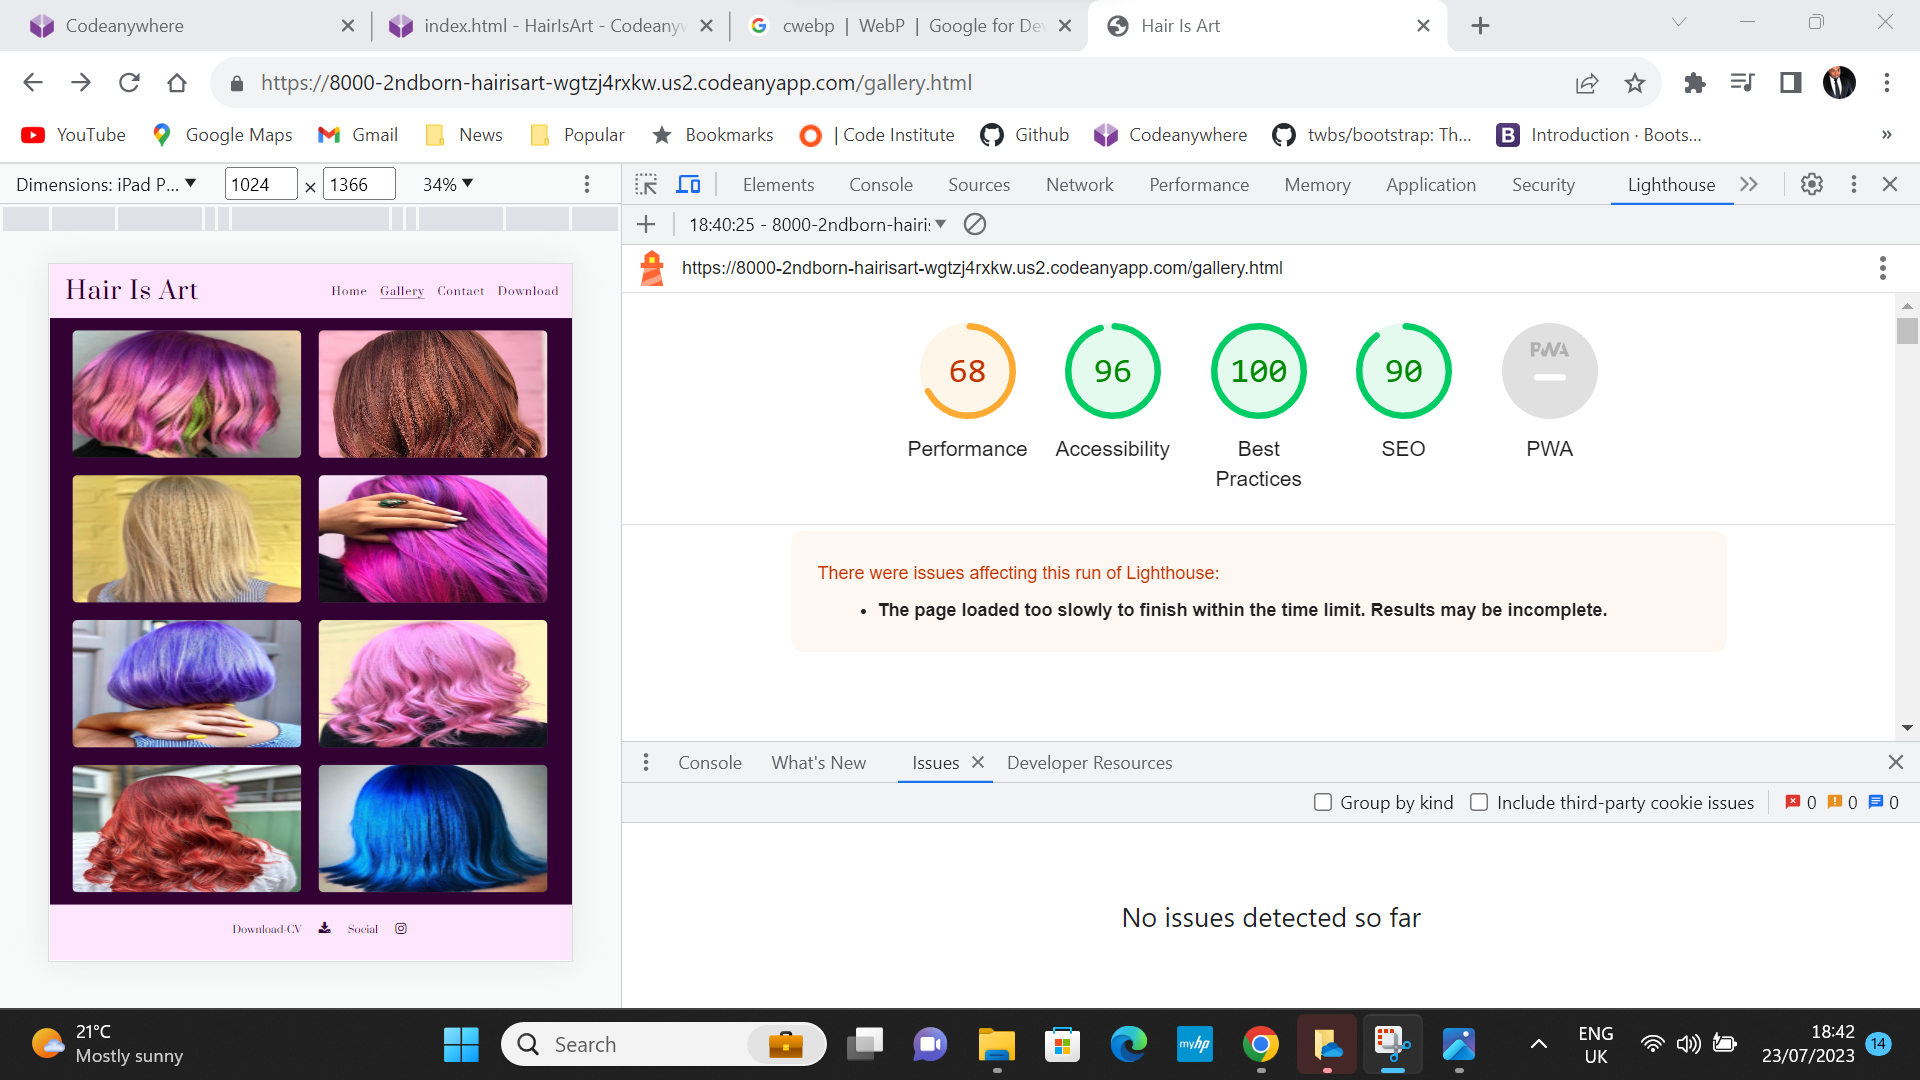 Codeanywhere
index.html - HairIsArt - Codeanyw
cwebp | WebP | Google for Dev
Hair Is Art
https://8000-2ndborn-hairisart-wgtzj4rxkw.us2.codeanyapp.com/gallery.html
YouTube
Google Maps
Gmail
News
Popular
Bookmarks
| Code Institute
Github
Codeanywhere
twbs/bootstrap: Th...
B
Introduction · Boots...
»
Dimensions: iPad P...
1024 × 1366
34%
Elements
Console
Sources
Network
Performance
Memory
Application
Security
Lighthouse
18:40:25 - 8000-2ndborn-hairis
https://8000-2ndborn-hairisart-wgtzj4rxkw.us2.codeanyapp.com/gallery.html
Hair Is Art
Home Gallery Contact Download
68
96
100
90
PWA
Performance
Accessibility
Best
Practices
SEO
PWA
There were issues affecting this run of Lighthouse:
• The page loaded too slowly to finish within the time limit. Results may be incomplete.
Console
What's New
Issues
Developer Resources
Group by kind
Include third-party cookie issues
0
0
0
No issues detected so far
Download-CV
Social
21°C
Mostly sunny
Search
myhp
ENG
UK
18:42
23/07/2023
14